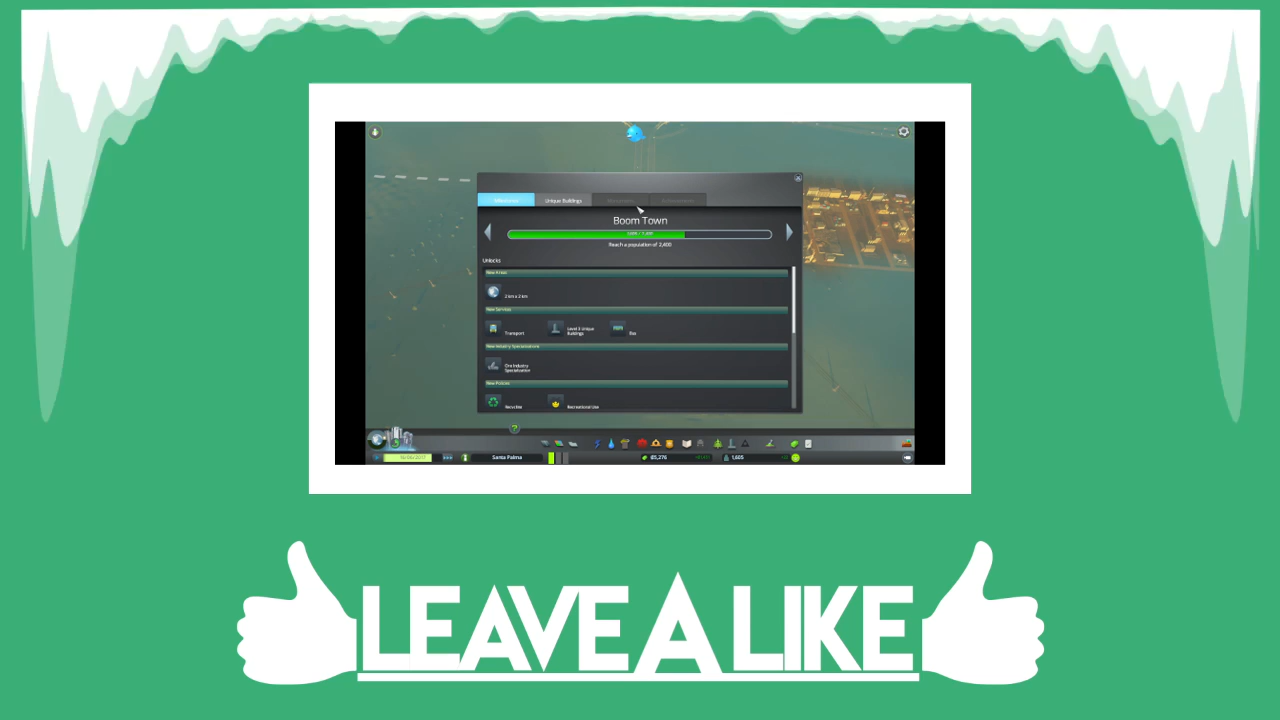 Milestones
Unique Buildings
Boom Town
Reach a population of 2,400
Unlocks
New Areas
2 km x 2 km
New Services
Transport
Level 3 Unique Buildings
Bus
New Industry Specializations
Ore Industry Specialization
New Policies
Recycling
Recreational Use
Santa Palma
85,276
1,605
LEAVE A LIKE